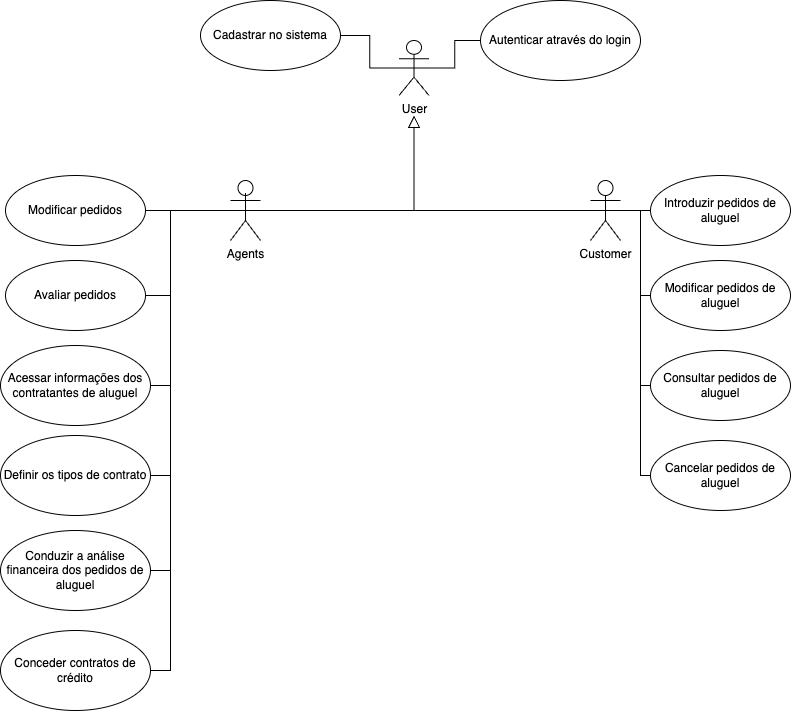 Cadastrar no sistema
Autenticar através do login
User
Agents
Customer
Modificar pedidos
Avaliar pedidos
Acessar informações dos
contratantes de aluguel
Definir os tipos de contrato
Conduzir a análise
financeira dos pedidos de
aluguel
Conceder contratos de
crédito
Introduzir pedidos de
aluguel
Modificar pedidos de
aluguel
Consultar pedidos de
aluguel
Cancelar pedidos de
aluguel